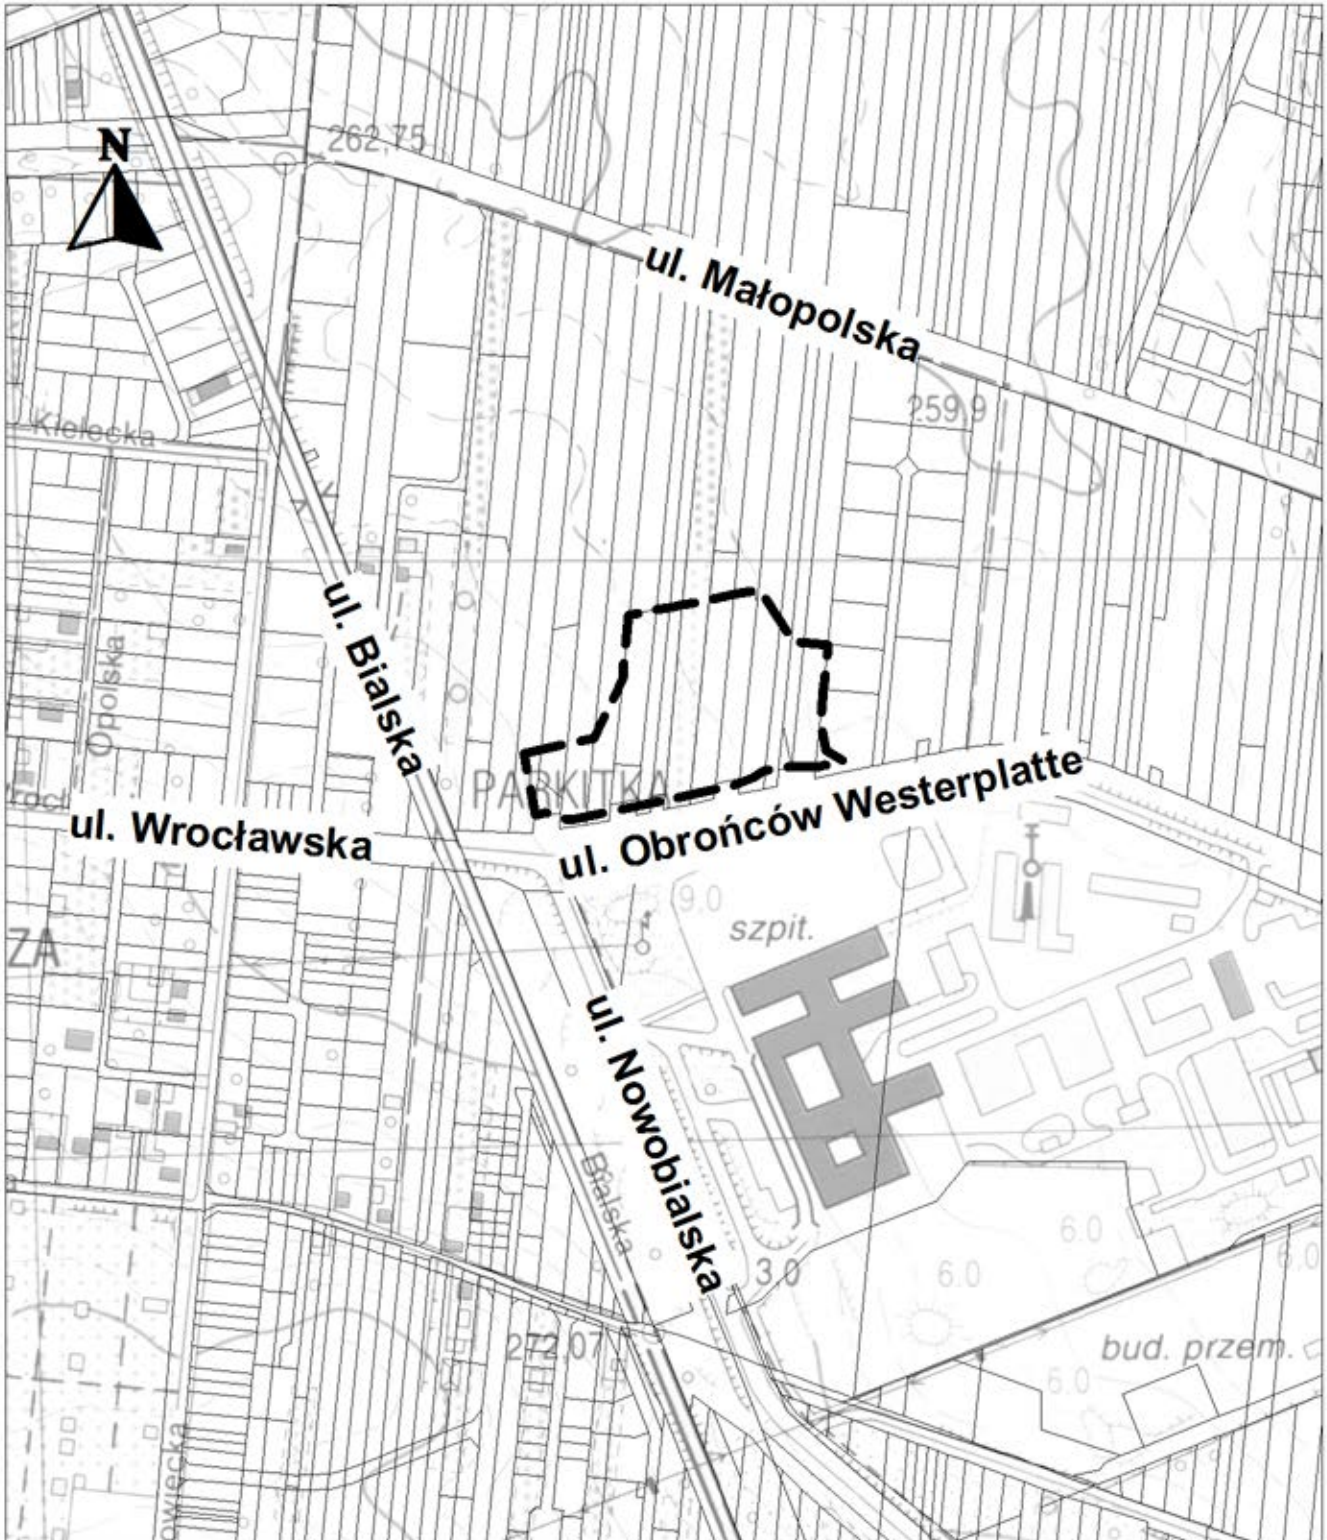 N
262,75
ul. Małopolska
259,9
Kielecka
ul. Bialska
Opolska
PARKITKA
ul. Obrońców Westerplatte
ul. Wrocławska
9.0
szpit.
ZA
ul. Nowobialska
Bialska
6.0
3 0
6.0
6.0
272,07
bud. przem.
6.0